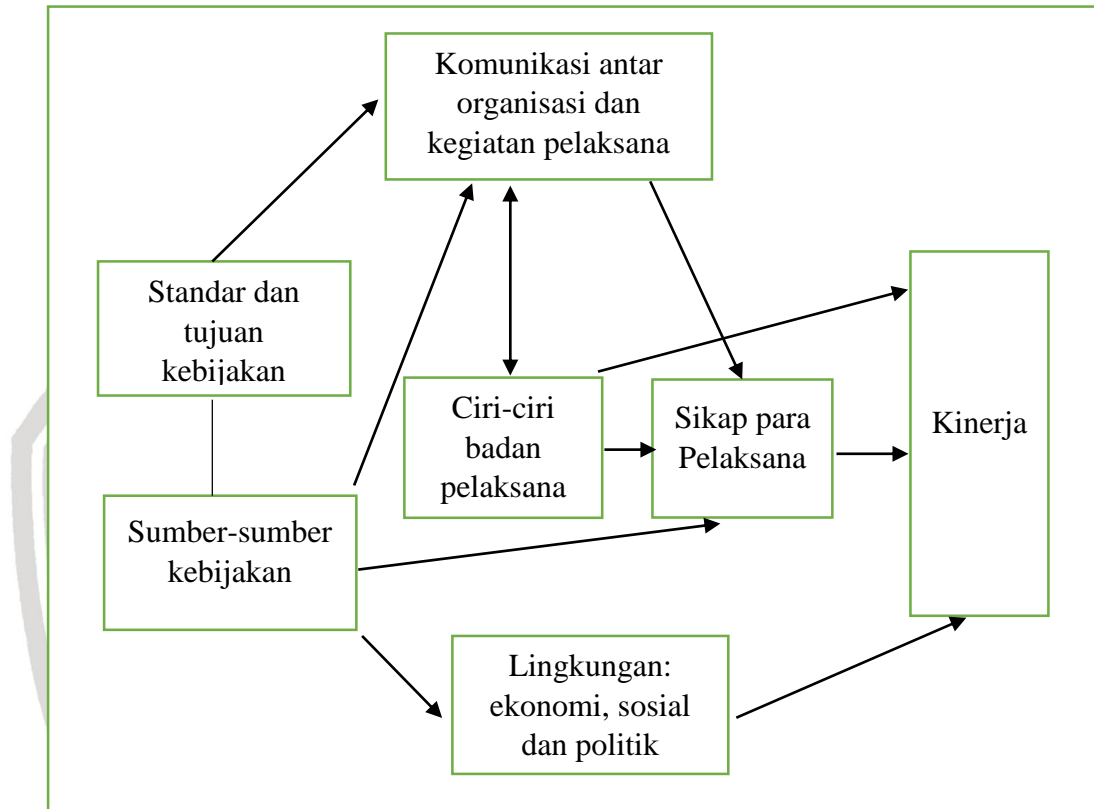 Komunikasi antar
organisasi dan
kegiatan pelaksana
Standar dan
tujuan
kebijakan
Ciri-ciri
badan
pelaksana
Sikap para
Pelaksana
Kinerja
Sumber-sumber
kebijakan
Lingkungan:
ekonomi, sosial
dan politik